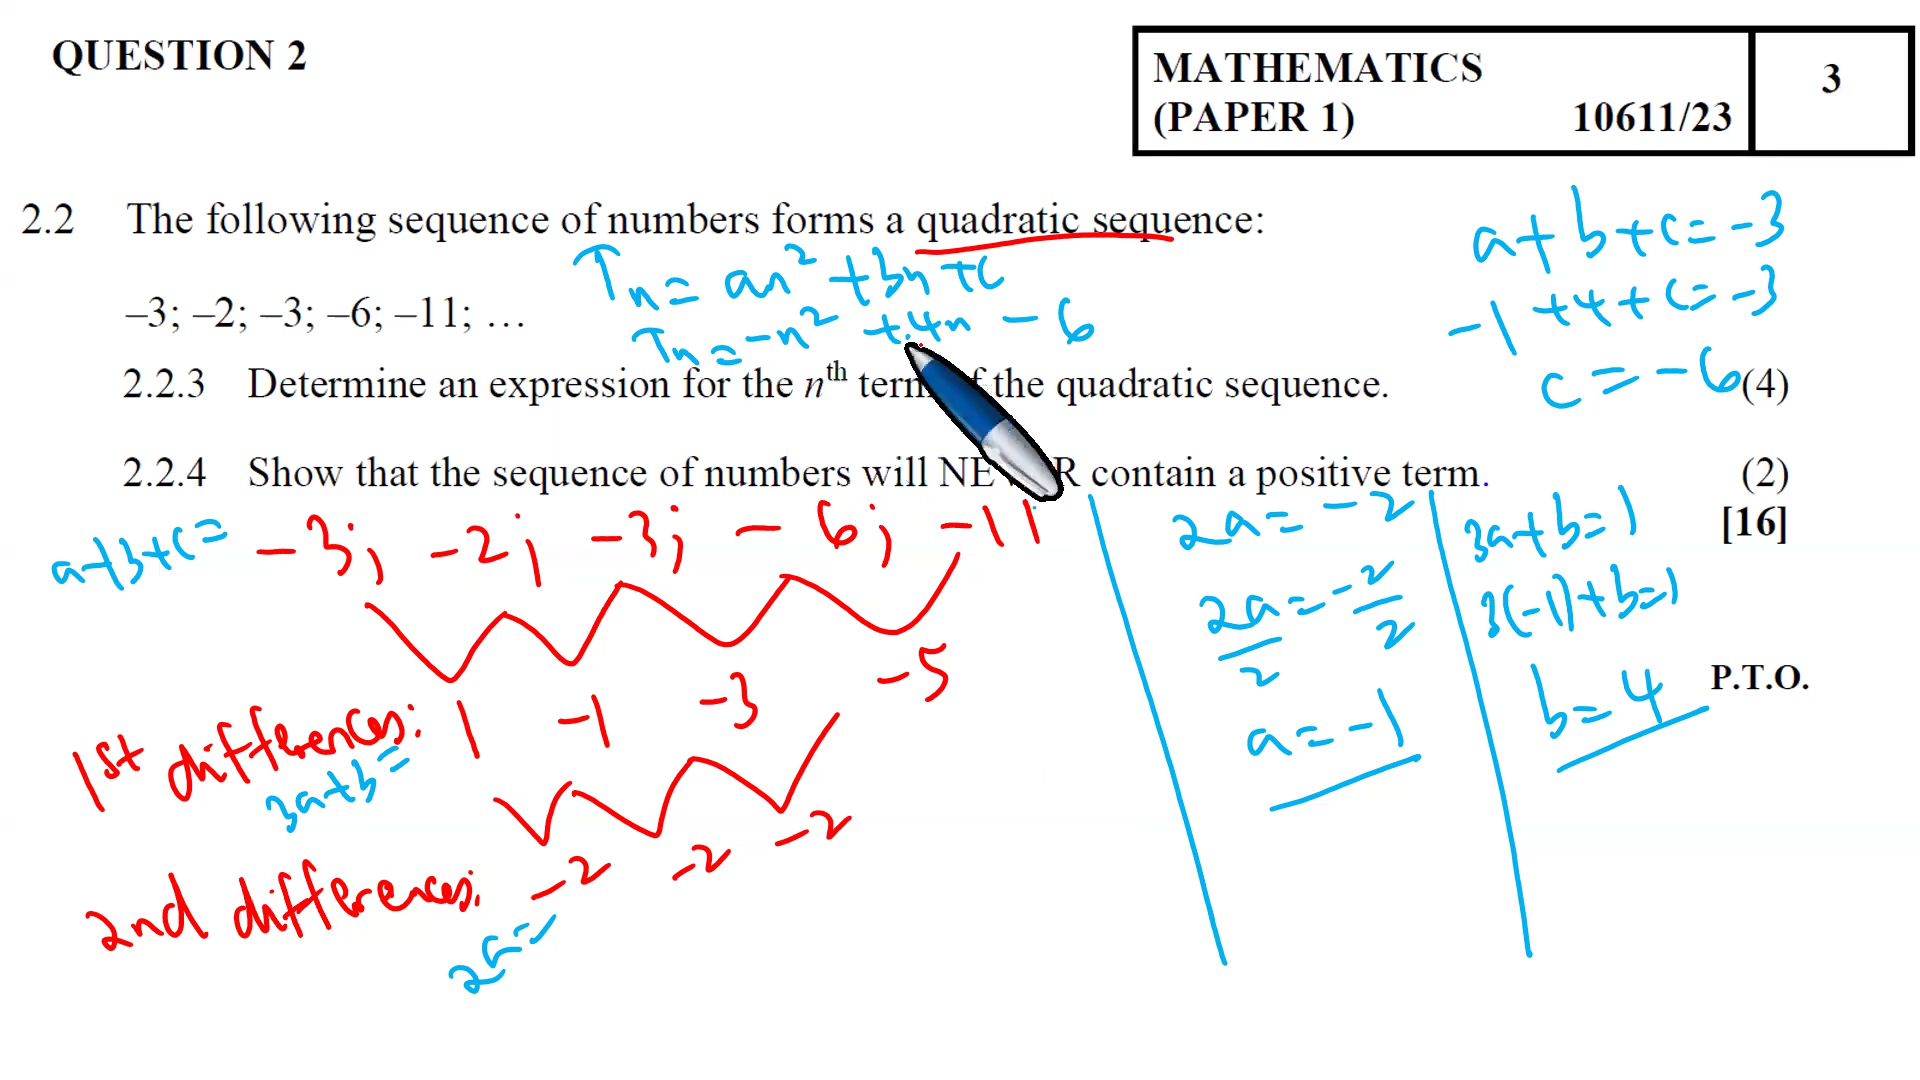 QUESTION 2
MATHEMATICS
(PAPER 1) 10611/23
3
2.2 The following sequence of numbers forms a quadratic sequence:
Tn = an² + bn + c
–3; –2; –3; –6; –11; …
Tn = -n² + 4n - 6
2.2.3 Determine an expression for the nth term of the quadratic sequence. (4)
2.2.4 Show that the sequence of numbers will NEVER contain a positive term. (2)
[16]
a+b+c = -3
-1 + 4 + c = -3
c = -6
a+b+c = -3; -2; -3; -6; -11
1st differences: 1 -1 -3 -5
3a+b =
2nd differences: -2 -2 -2
2a =
2a = -2
2a/2 = -2/2
a = -1
3a+b = 1
3(-1)+b=1
b = 4
P.T.O.